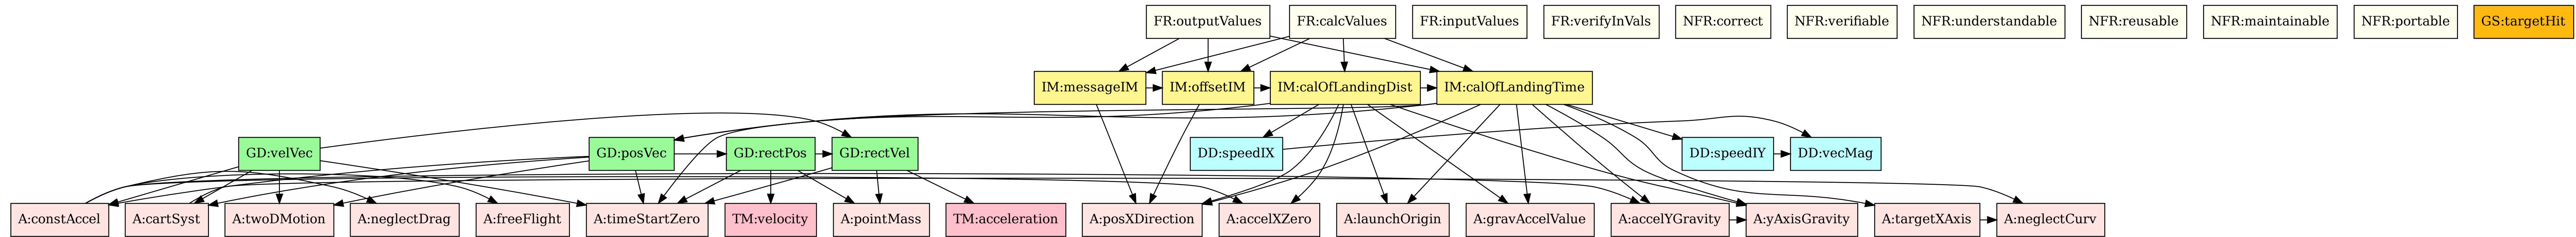 FR:outputValues
FR:calcValues
FR:inputValues
FR:verifyInVals
NFR:correct
NFR:verifiable
NFR:understandable
NFR:reusable
NFR:maintainable
NFR:portable
GS:targetHit
IM:messageIM
IM:offsetIM
IM:calOfLandingDist
IM:calOfLandingTime
GD:velVec
GD:posVec
GD:rectPos
GD:rectVel
DD:speedIX
DD:speedIY
DD:vecMag
A:constAccel
A:cartSyst
A:twoDMotion
A:neglectDrag
A:freeFlight
A:timeStartZero
TM:velocity
A:pointMass
TM:acceleration
A:posXDirection
A:accelXZero
A:launchOrigin
A:gravAccelValue
A:accelYGravity
A:yAxisGravity
A:targetXAxis
A:neglectCurv